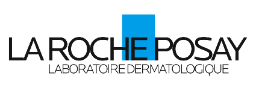 LA ROCHE POSAY
LABORATOIRE DERMATOLOGIQUE